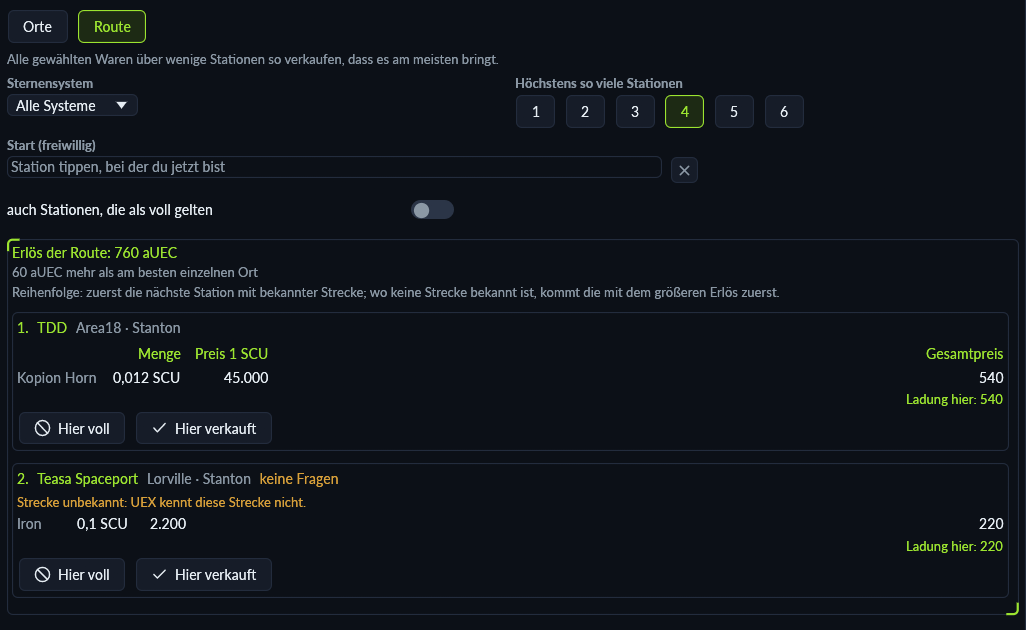 Orte Route
Alle gewählten Waren über wenige Stationen so verkaufen, dass es am meisten bringt.
Sternensystem
Alle Systeme
Höchstens so viele Stationen
1 2 3 4 5 6
Start (freiwillig)
Station tippen, bei der du jetzt bist
auch Stationen, die als voll gelten
Erlös der Route: 760 aUEC
60 aUEC mehr als am besten einzelnen Ort
Reihenfolge: zuerst die nächste Station mit bekannter Strecke; wo keine Strecke bekannt ist, kommt die mit dem größeren Erlös zuerst.
1. TDD Area18 · Stanton
Menge Preis 1 SCU Gesamtpreis
Kopion Horn 0,012 SCU 45.000 540
Ladung hier: 540
Hier voll Hier verkauft
2. Teasa Spaceport Lorville · Stanton keine Fragen
Strecke unbekannt: UEX kennt diese Strecke nicht.
Iron 0,1 SCU 2.200 220
Ladung hier: 220
Hier voll Hier verkauft